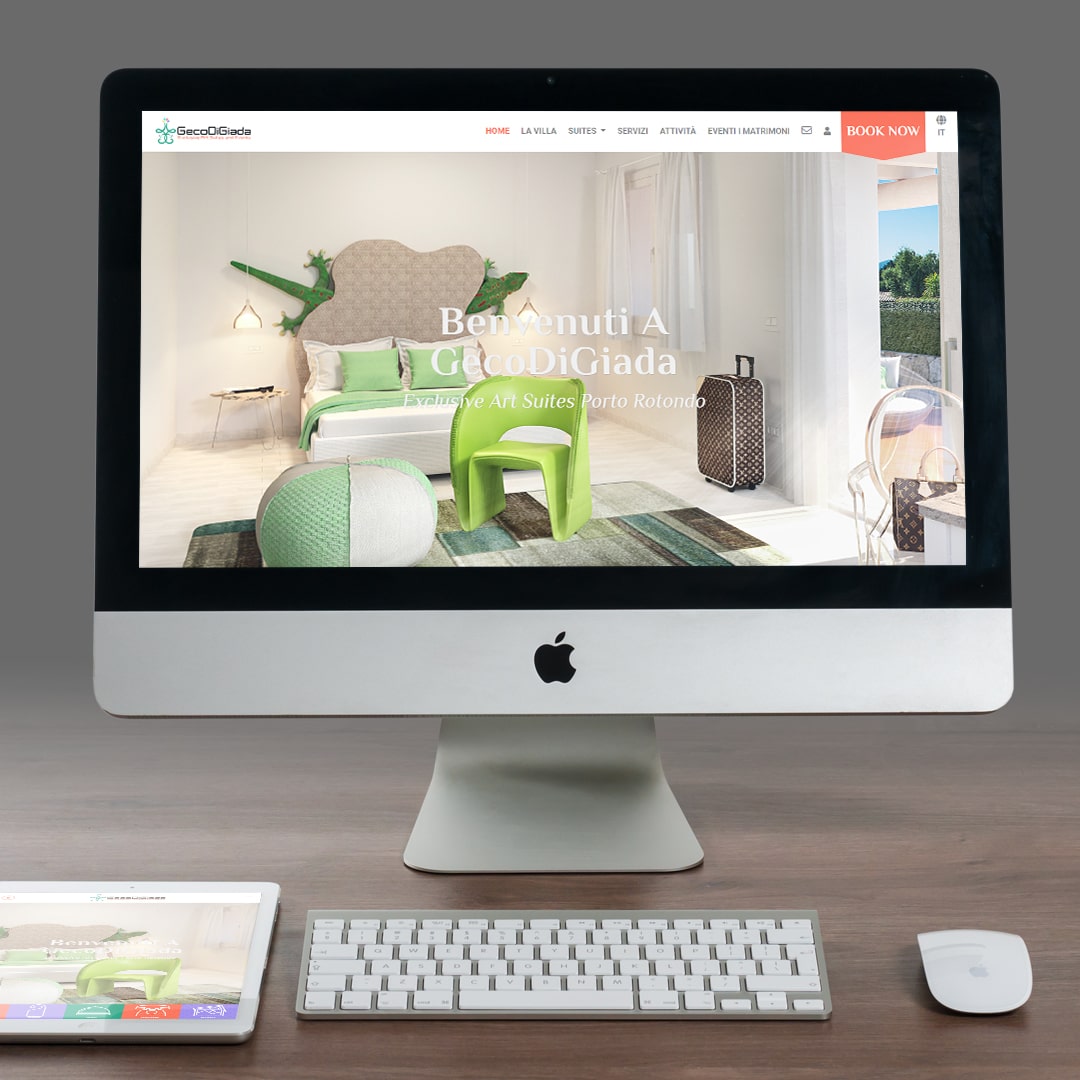 GecoDiGiada
HOME LA VILLA SUITES SERVIZI ATTIVITÀ EVENTI I MATRIMONI BOOK NOW IT
Benvenuti A
GecoDiGiada
Exclusive Art Suites Porto Rotondo
Benvenuti A
GecoDiGiada
Q W E R T Y U I O P
A S D F G H J K L
Z X C V B N M